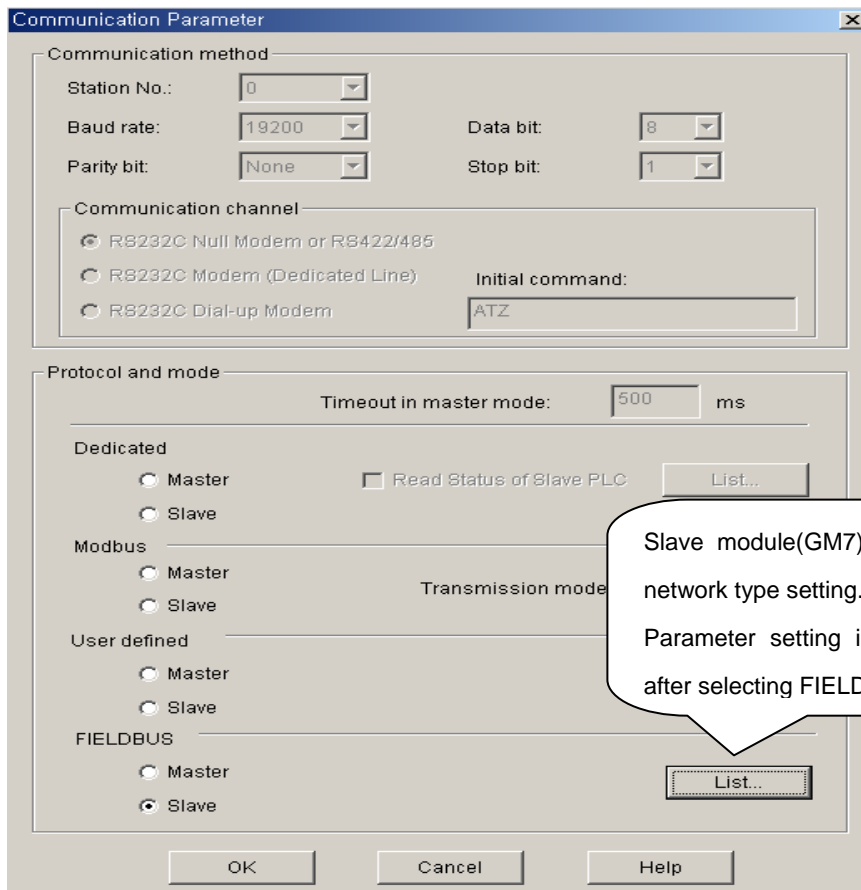 Communication Parameter
Communication method
Station No.: 0
Baud rate: 19200 Data bit: 8
Parity bit: None Stop bit: 1
Communication channel
RS232C Null Modem or RS422/485
RS232C Modem (Dedicated Line) Initial command:
RS232C Dial-up Modem ATZ
Protocol and mode
Timeout in master mode: 500 ms
Dedicated
Master Read Status of Slave PLC List...
Slave
Modbus
Master
Transmission mode
Slave
User defined
Master
Slave
FIELDBUS
Master
Slave
List...
Slave module(GM7)
network type setting.
Parameter setting
after selecting
OK Cancel Help